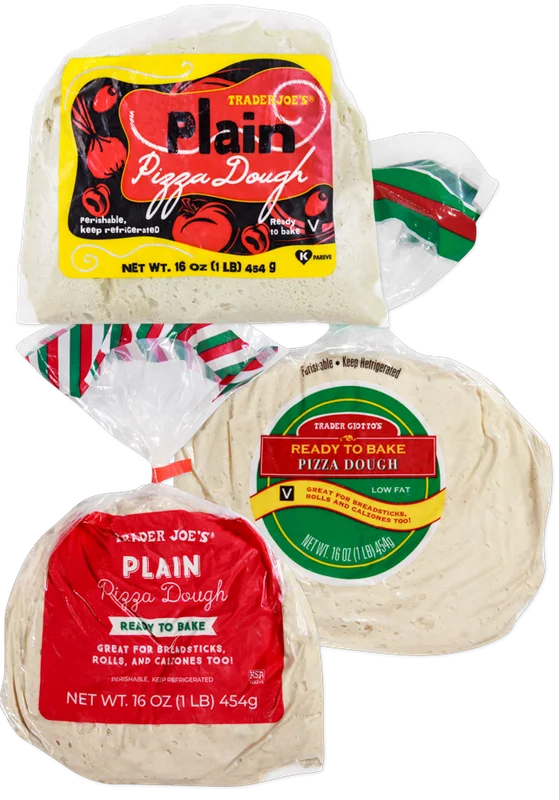 TRADER JOE'S®
Plain
Pizza Dough
Perishable,
keep refrigerated
Ready
to bake V
K PAREVE
NET WT. 16 OZ (1 LB) 454 g
Perishable • Keep Refrigerated
TRADER GIOTTO'S
READY TO BAKE
PIZZA DOUGH
LOW FAT
V GREAT FOR BREADSTICKS,
ROLLS AND CALZONES TOO!
NET WT. 16 OZ (1 LB) 454g
TRADER JOE'S®
PLAIN
Pizza Dough
READY TO BAKE
GREAT FOR BREADSTICKS,
ROLLS, AND CALZONES TOO!
PERISHABLE, KEEP REFRIGERATED
KSA
NET WT. 16 OZ (1 LB) 454g